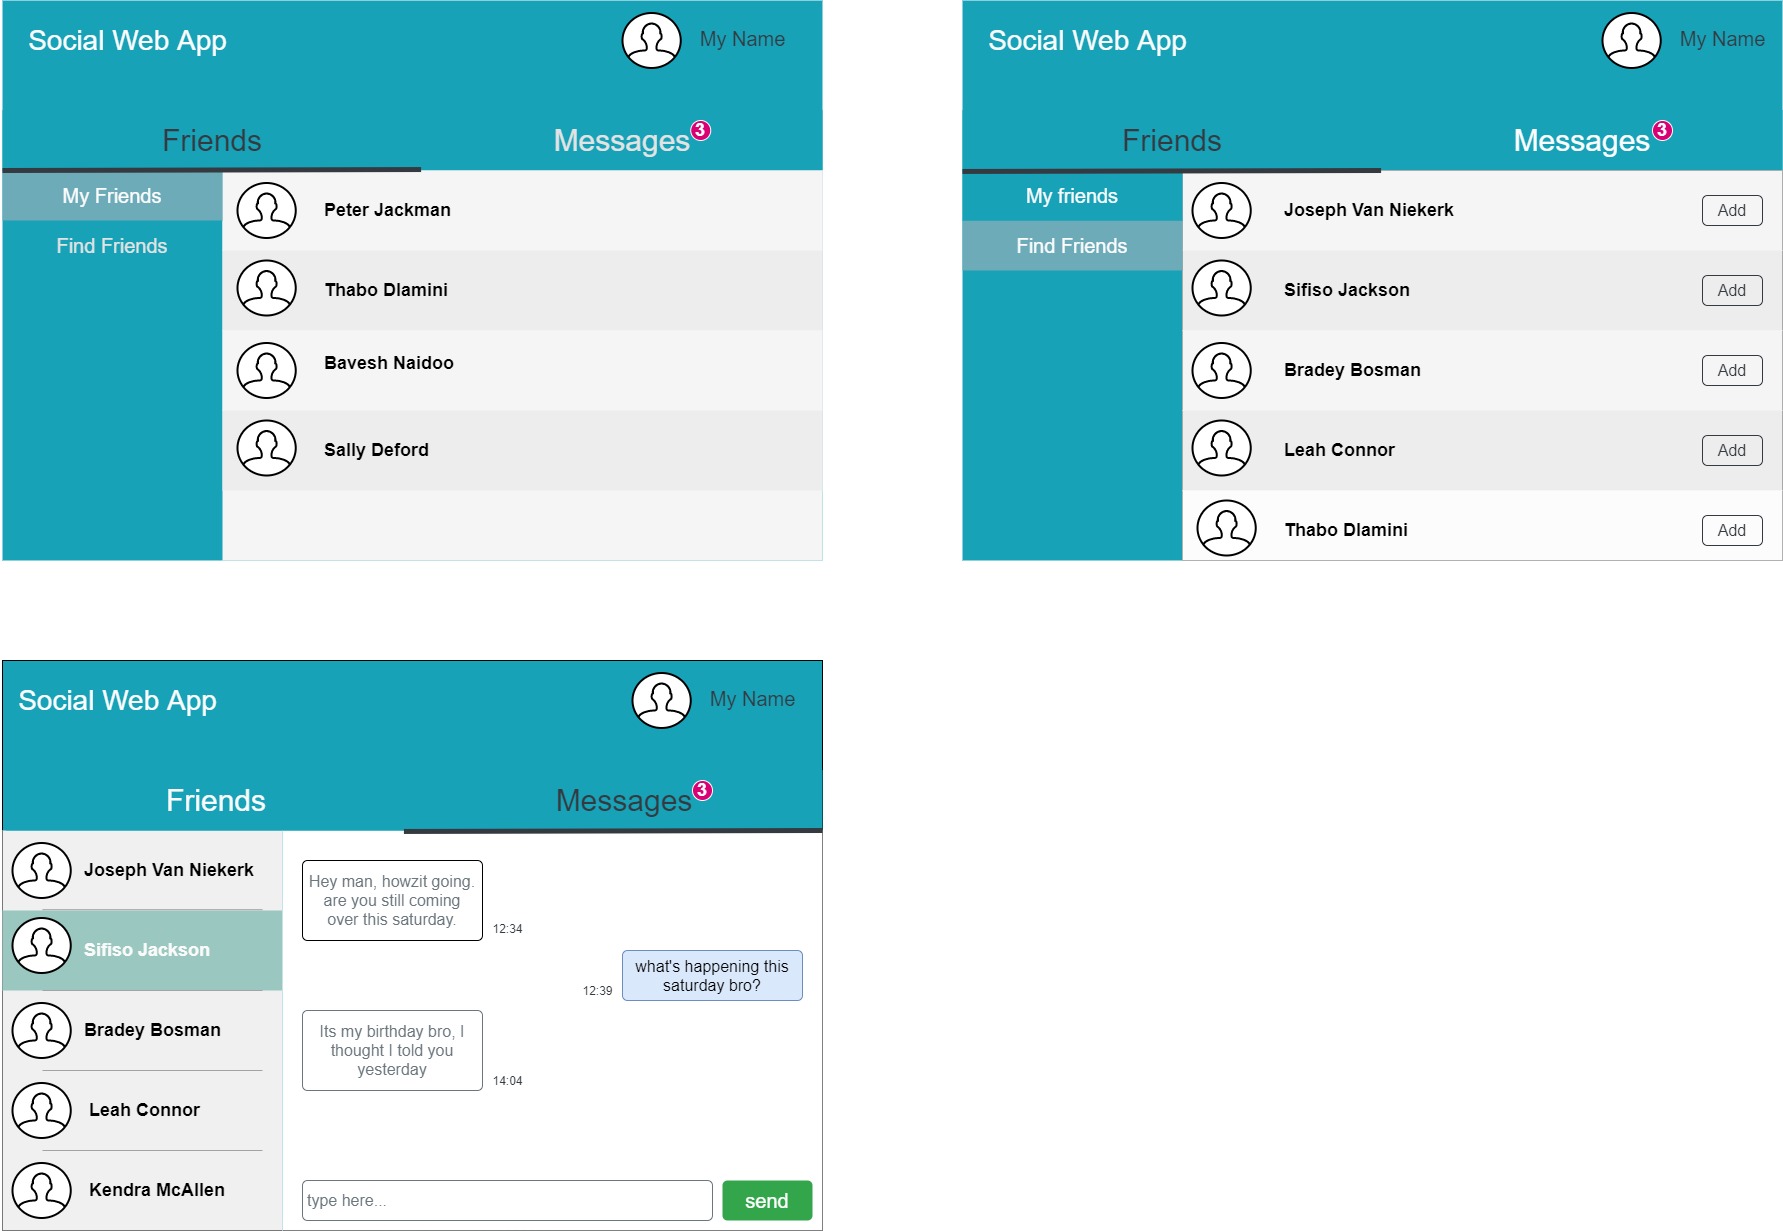 Social Web App
My Name
Friends
Messages 3
My Friends
Find Friends
Peter Jackman
Thabo Dlamini
Bavesh Naidoo
Sally Deford
Social Web App
My Name
Friends
Messages 3
My friends
Find Friends
Joseph Van Niekerk
Add
Sifiso Jackson
Add
Bradey Bosman
Add
Leah Connor
Add
Thabo Dlamini
Add
Social Web App
My Name
Friends
Messages 3
Joseph Van Niekerk
Sifiso Jackson
Bradey Bosman
Leah Connor
Kendra McAllen
Hey man, howzit going.
are you still coming
over this saturday.
12:34
what's happening this
saturday bro?
12:39
Its my birthday bro, I
thought I told you
yesterday
14:04
type here...
send